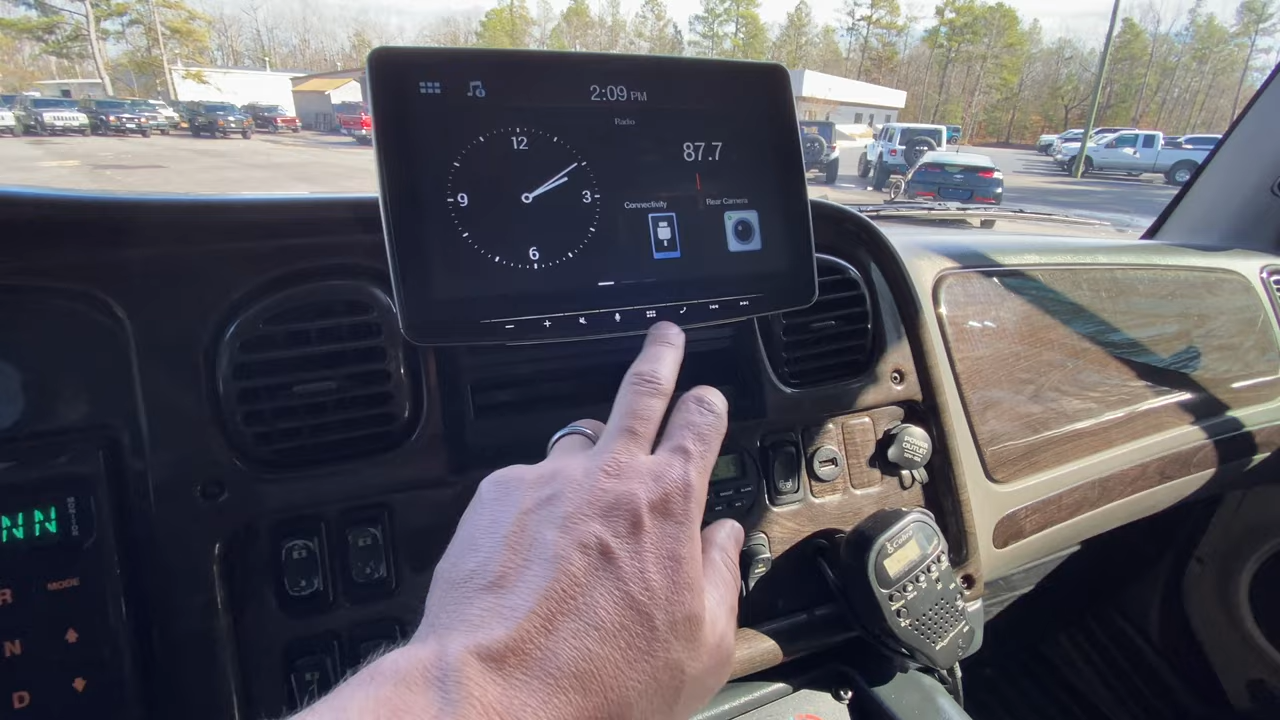 2:09 PM
Radio
87.7
12
3
6
9
Connectivity
Rear Camera
POWER
OUTLET
Cobra
NN
MODE
R
N
D